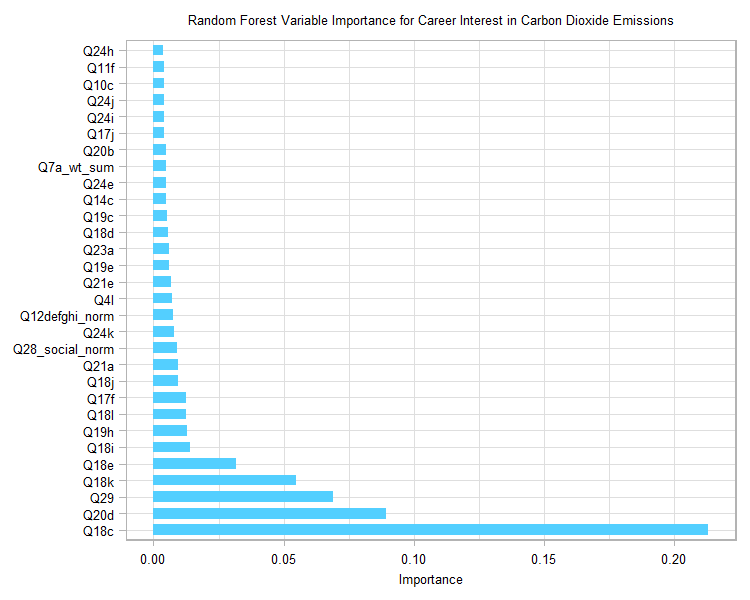 Random Forest Variable Importance for Career Interest in Carbon Dioxide Emissions
Q24h
Q11f
Q10c
Q24j
Q24i
Q17j
Q20b
Q7a_wt_sum
Q24e
Q14c
Q19c
Q18d
Q23a
Q19e
Q21e
Q4l
Q12defghi_norm
Q24k
Q28_social_norm
Q21a
Q18j
Q17f
Q18l
Q19h
Q18i
Q18e
Q18k
Q29
Q20d
Q18c
0.00 0.05 0.10 0.15 0.20
Importance